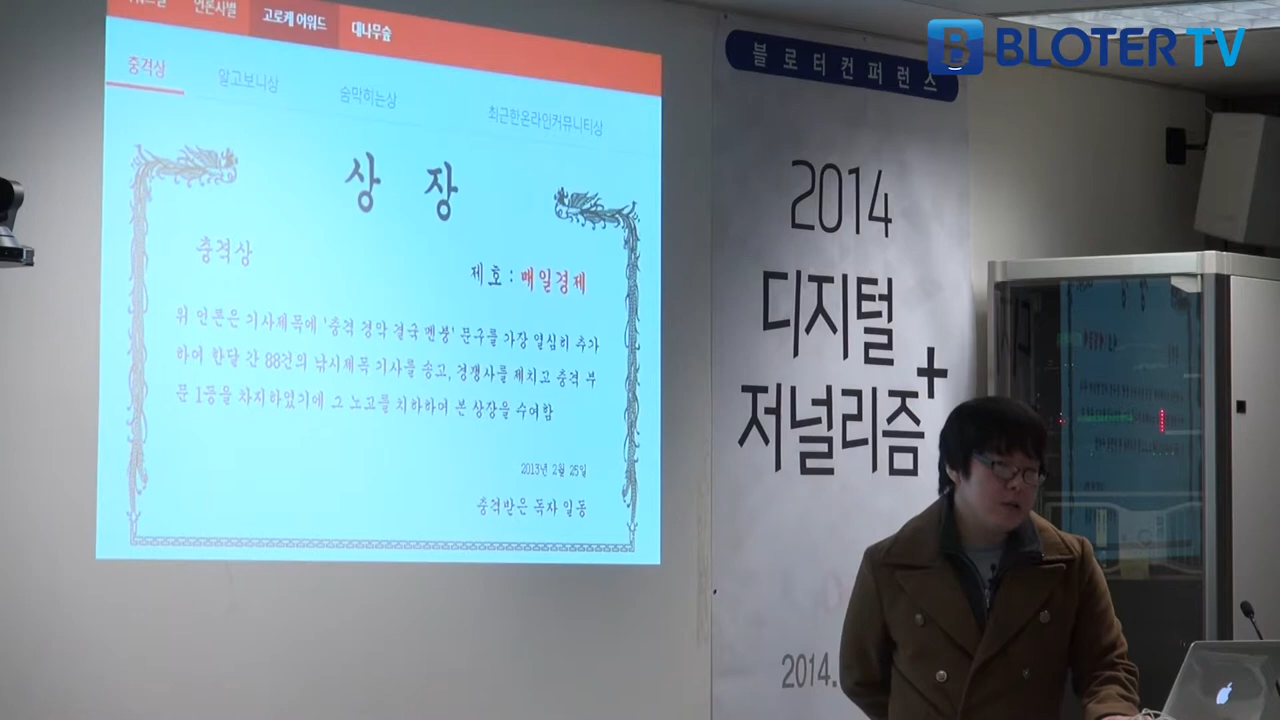 언론사별 고로케 어워드 대나무숲
충격상 알고보니상 숨막히는상 최근한온라인커뮤니티상
상 장
충격상
제호 : 매일경제
위 언론은 기사제목에 '충격 경악 결국 멘붕' 문구를 가장 열심히 추가
하여 한달 간 88건의 낚시제목 기사를 송고, 경쟁사를 제치고 충격 부
문 1등을 차지하였기에 그 노고를 치하하여 본 상장을 수여함
2013년 2월 25일
충격받은 독자 일동
블로터컨퍼런스
2014
디지털
+
저널리즘
2014.
B BLOTER TV